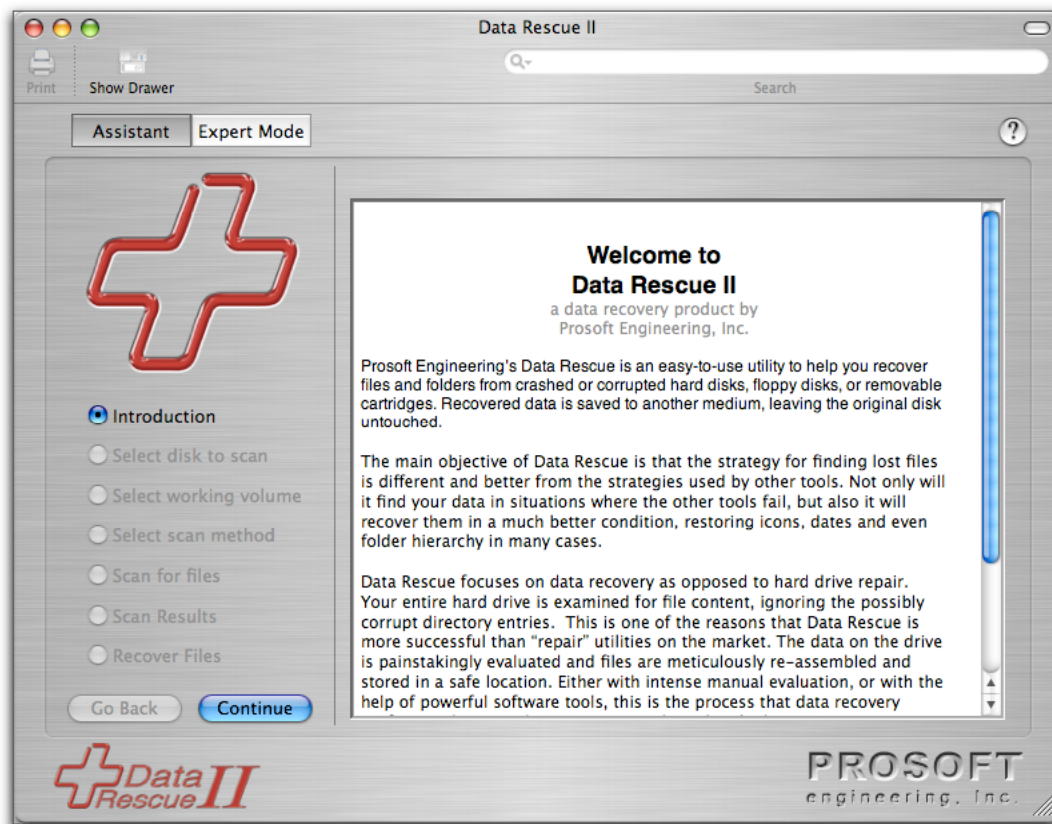 Data Rescue II
Print
Show Drawer
Search
Assistant
Expert Mode
?
Introduction
Select disk to scan
Select working volume
Select scan method
Scan for files
Scan Results
Recover Files
Go Back
Continue
Welcome to
Data Rescue II
a data recovery product by
Prosoft Engineering, Inc.
Prosoft Engineering's Data Rescue is an easy-to-use utility to help you recover
files and folders from crashed or corrupted hard disks, floppy disks, or removable
cartridges. Recovered data is saved to another medium, leaving the original disk
untouched.
The main objective of Data Rescue is that the strategy for finding lost files
is different and better from the strategies used by other tools. Not only will
it find your data in situations where the other tools fail, but also it will
recover them in a much better condition, restoring icons, dates and even
folder hierarchy in many cases.
Data Rescue focuses on data recovery as opposed to hard drive repair.
Your entire hard drive is examined for file content, ignoring the possibly
corrupt directory entries.  This is one of the reasons that Data Rescue is
more successful than “repair” utilities on the market. The data on the drive
is painstakingly evaluated and files are meticulously re-assembled and
stored in a safe location. Either with intense manual evaluation, or with the
help of powerful software tools, this is the process that data recovery
Data
Rescue II
PROSOFT
engineering, Inc.